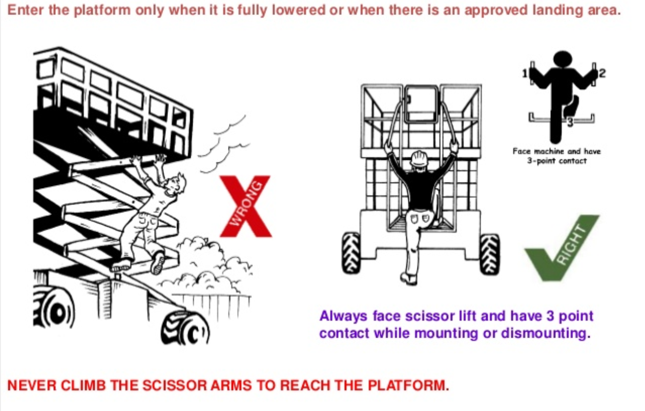 Enter the platform only when it is fully lowered or when there is an approved landing area.
1
2
3
Face machine and have
3-point contact
WRONG
RIGHT
Always face scissor lift and have 3 point
contact while mounting or dismounting.
NEVER CLIMB THE SCISSOR ARMS TO REACH THE PLATFORM.